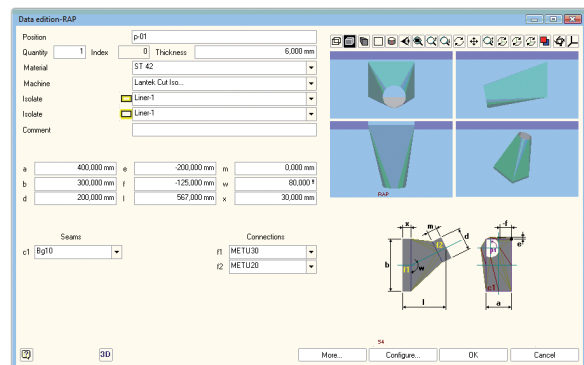 Data edition-RAP
Position p-01
Quantity 1 Index 0 Thickness 6,000 mm
Material ST 42
Machine Lantek Cut Iso...
Isolate Liner-1
Isolate Liner-1
Comment
a 400,000 mm e -200,000 mm m 0,000 mm
b 300,000 mm f -125,000 mm w 80,000 °
d 200,000 mm l 567,000 mm x 30,000 mm
RAP
Seams Connections
c1 Bg10 f1 METU30
f2 METU20
x m d f
f2 e
b f1 w
c1
l a
S4
? 3D More... Configure... OK Cancel